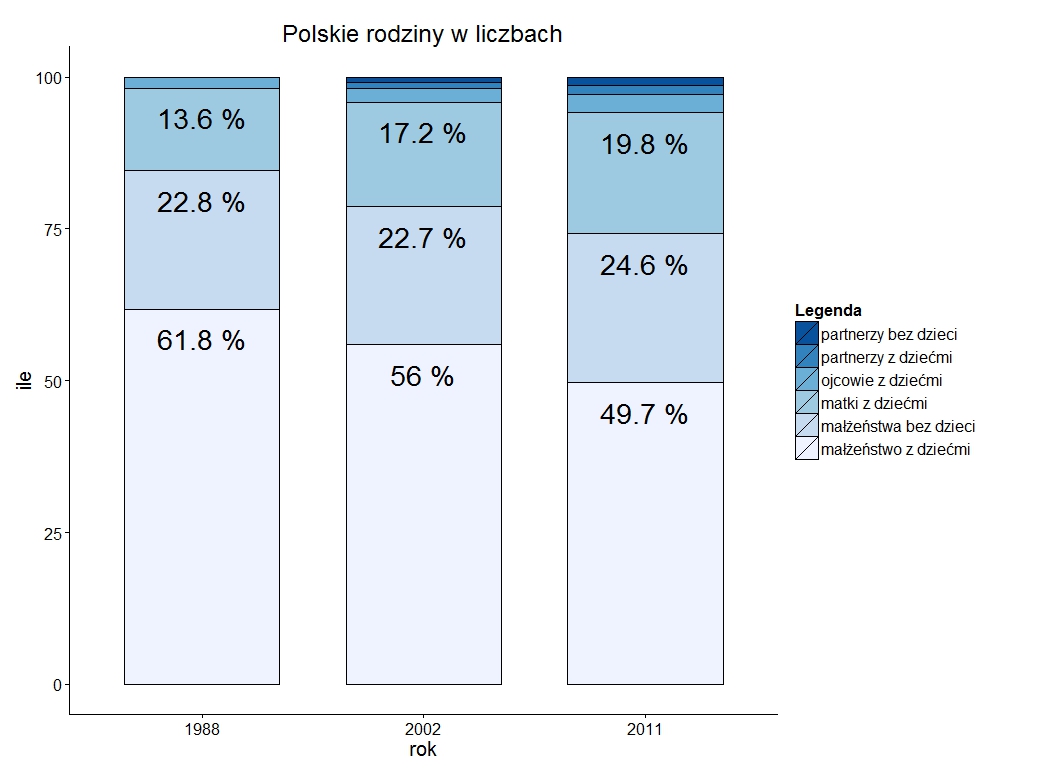 Polskie rodziny w liczbach
100
75
50
25
0
ile
13.6 %
22.8 %
61.8 %
17.2 %
22.7 %
56 %
19.8 %
24.6 %
49.7 %
1988
2002
2011
rok
Legenda
partnerzy bez dzieci
partnerzy z dziećmi
ojcowie z dziećmi
matki z dziećmi
małżeństwa bez dzieci
małżeństwo z dziećmi